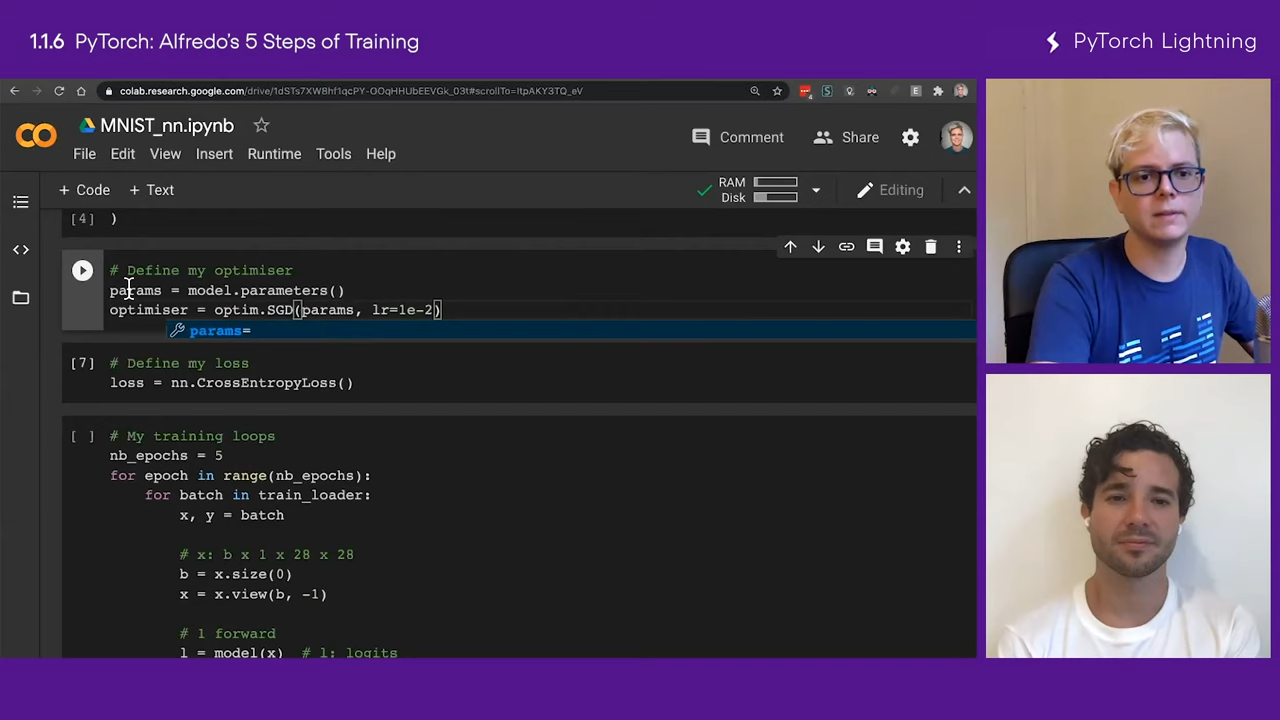 1.1.6 PyTorch: Alfredo's 5 Steps of Training
PyTorch Lightning
colab.research.google.com/drive/1dSTs7XW8hf1qcPY-OOqHHUbEEVGk_03t#scrollTo=ItpAKY3TQ_eV
MNIST_nn.ipynb
Comment
Share
File Edit View Insert Runtime Tools Help
+ Code + Text
RAM
Disk
Editing
[4] )
# Define my optimiser
params = model.parameters()
optimiser = optim.SGD(params, lr=1e-2)
params=
[7] # Define my loss
loss = nn.CrossEntropyLoss()
[ ] # My training loops
nb_epochs = 5
for epoch in range(nb_epochs):
for batch in train_loader:
x, y = batch
# x: b x 1 x 28 x 28
b = x.size(0)
x = x.view(b, -1)
# 1 forward
l = model(x) # l: logits